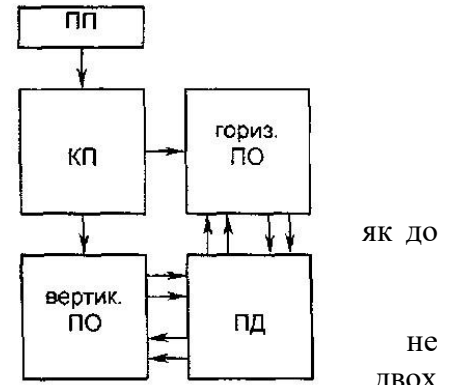 ПП
КП
гориз.
ПО
як до
вертик.
ПО
ПД
не
двох